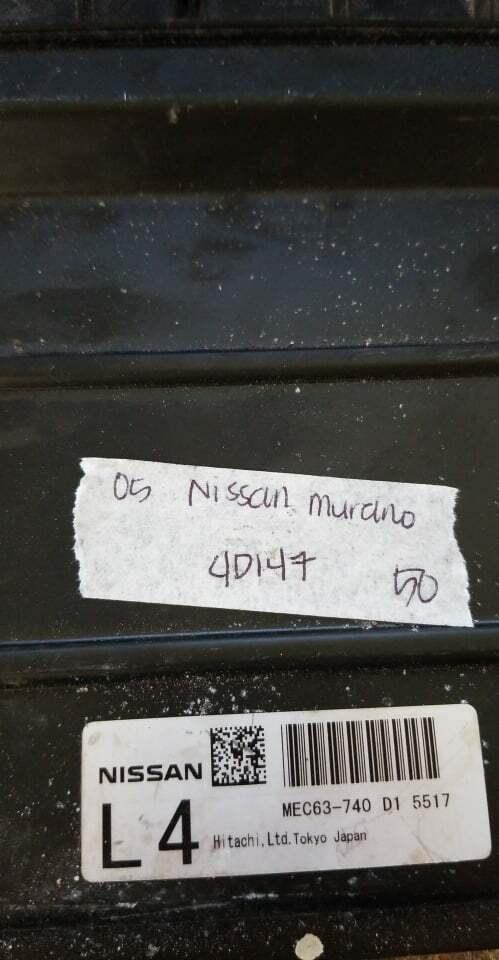 05 Nissan murano
4D147
50
NISSAN
L4
MEC63-740 D1 5517
Hitachi,Ltd.Tokyo Japan